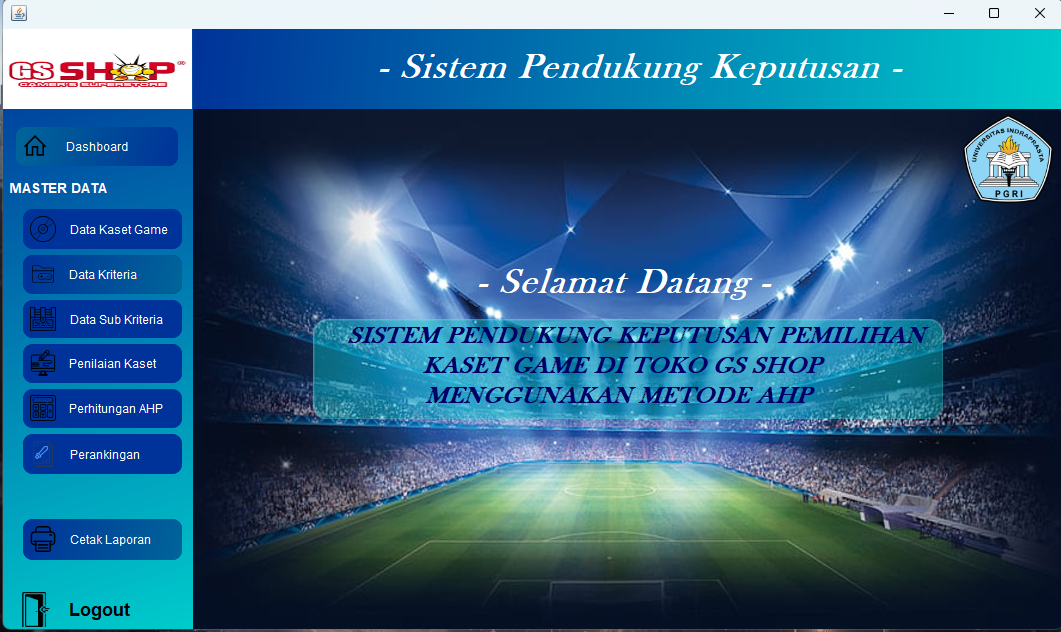 GS SHOP®
GAMER'S SUPERSTORE
- Sistem Pendukung Keputusan -
Dashboard
MASTER DATA
Data Kaset Game
Data Kriteria
Data Sub Kriteria
Penilaian Kaset
Perhitungan AHP
Perankingan
Cetak Laporan
Logout
UNIVERSITAS INDRAPRASTA
PGRI
- Selamat Datang -
SISTEM PENDUKUNG KEPUTUSAN PEMILIHAN
KASET GAME DI TOKO GS SHOP
MENGGUNAKAN METODE AHP